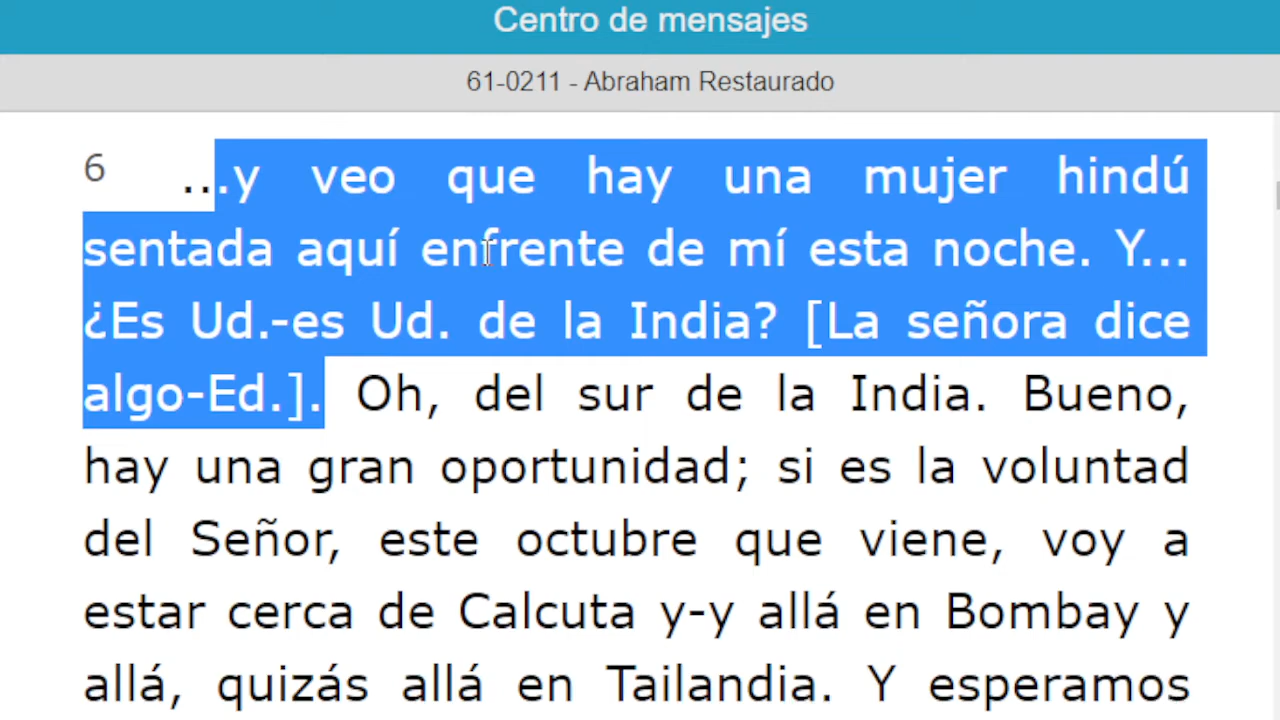 Centro de mensajes
61-0211 - Abraham Restaurado
6 ...y veo que hay una mujer hindú
sentada aquí enfrente de mí esta noche. Y...
¿Es Ud.-es Ud. de la India? [La señora dice
algo-Ed.]. Oh, del sur de la India. Bueno,
hay una gran oportunidad; si es la voluntad
del Señor, este octubre que viene, voy a
estar cerca de Calcuta y-y allá en Bombay y
allá, quizás allá en Tailandia. Y esperamos